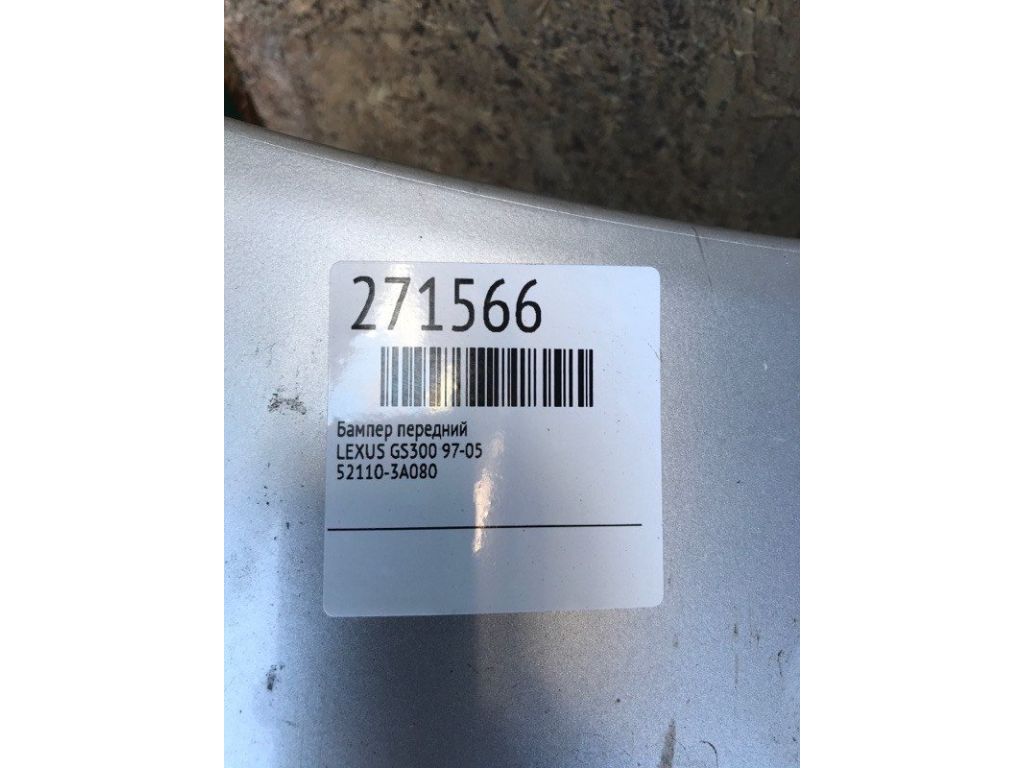 271566
Бампер передний
LEXUS GS300 97-05
52110-3A080